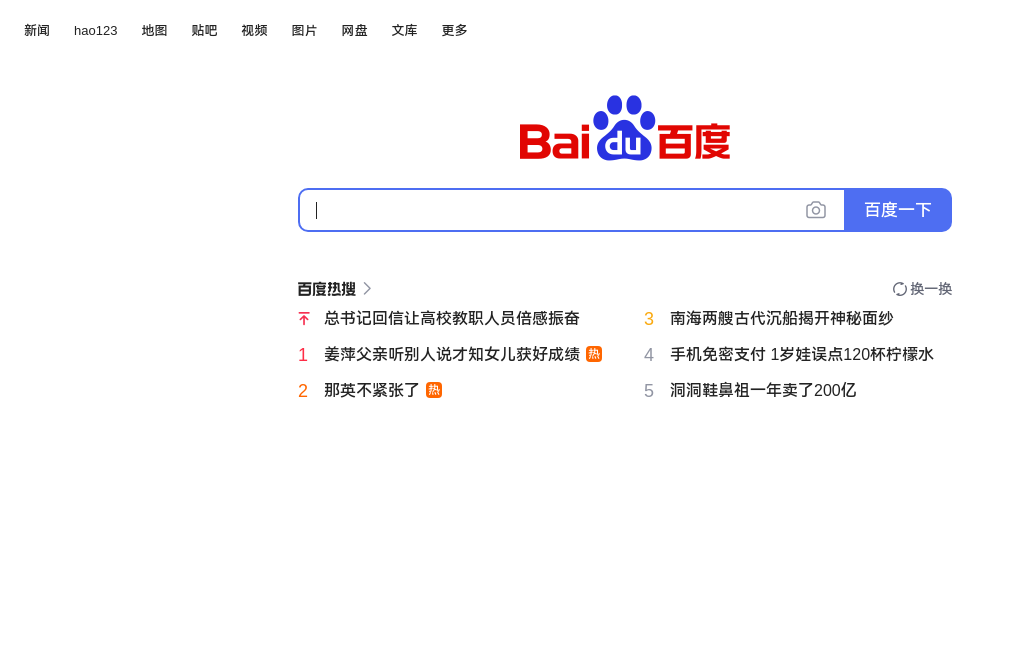 新闻 hao123 地图 贴吧 视频 图片 网盘 文库 更多
Bai du 百度
百度一下
百度热搜
换一换
总书记回信让高校教职人员倍感振奋
1 姜萍父亲听别人说才知女儿获好成绩 热
2 那英不紧张了 热
3 南海两艘古代沉船揭开神秘面纱
4 手机免密支付 1岁娃误点120杯柠檬水
5 洞洞鞋鼻祖一年卖了200亿